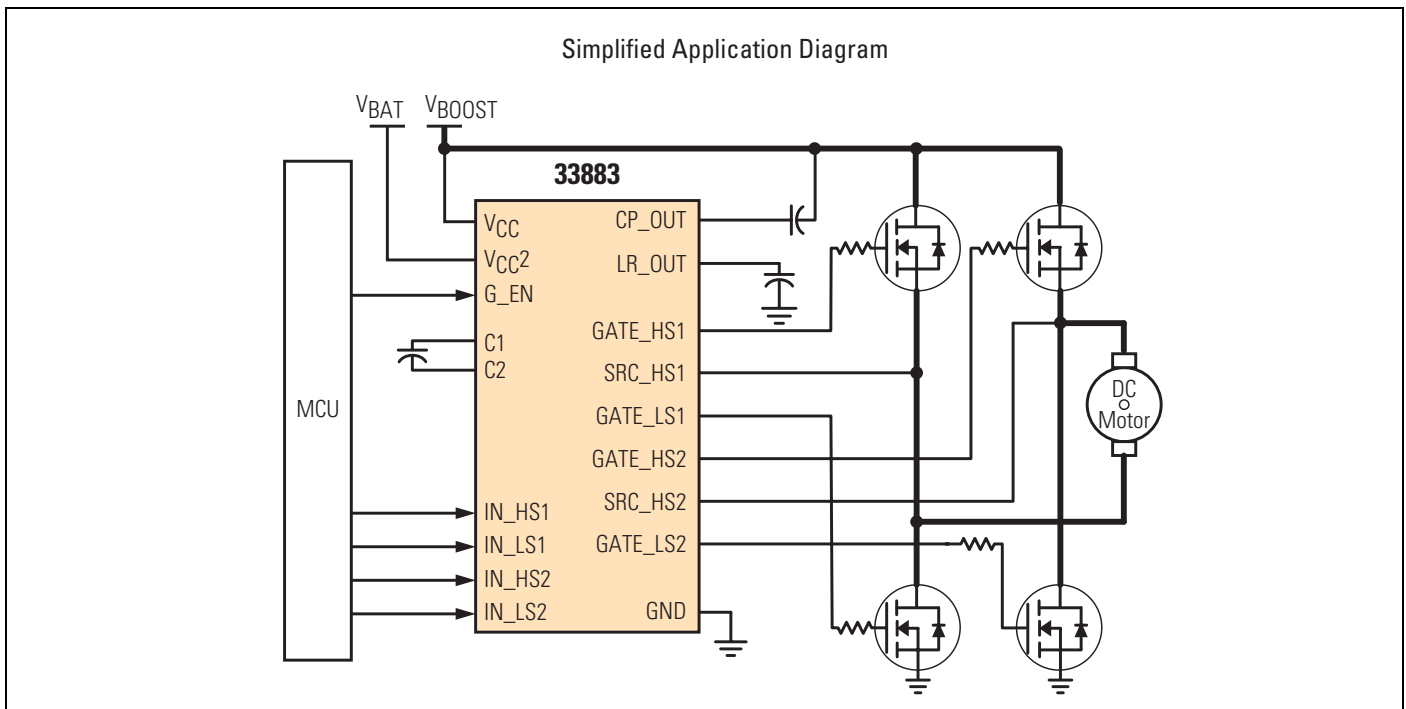 Simplified Application Diagram
VBAT VBOOST
33883
VCC
VCC2
G_EN
C1
C2
IN_HS1
IN_LS1
IN_HS2
IN_LS2
CP_OUT
LR_OUT
GATE_HS1
SRC_HS1
GATE_LS1
GATE_HS2
SRC_HS2
GATE_LS2
GND
MCU
DC
Motor